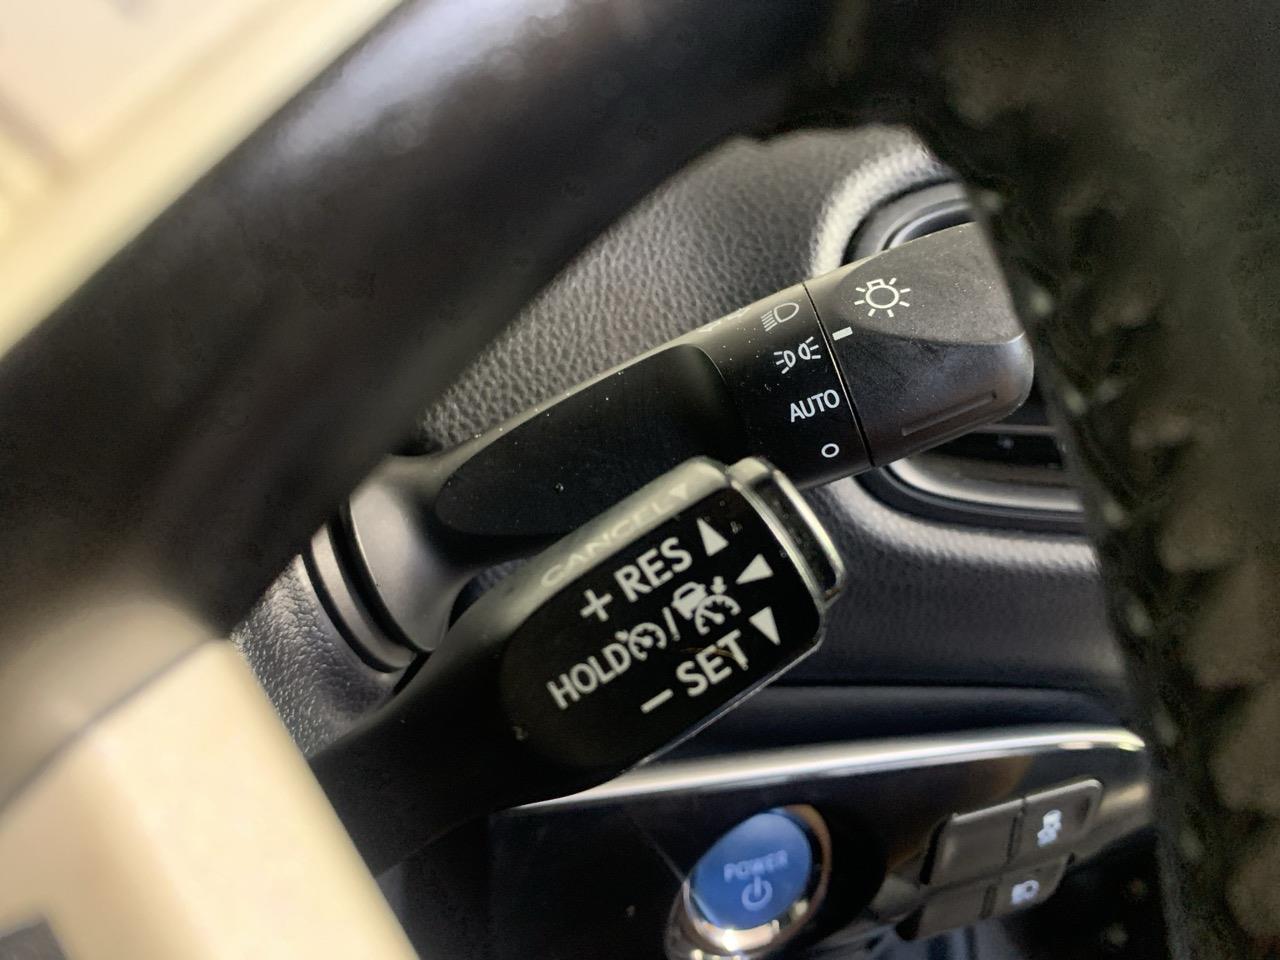 AUTO
O
CANCEL
+ RES
HOLD /
− SET
POWER